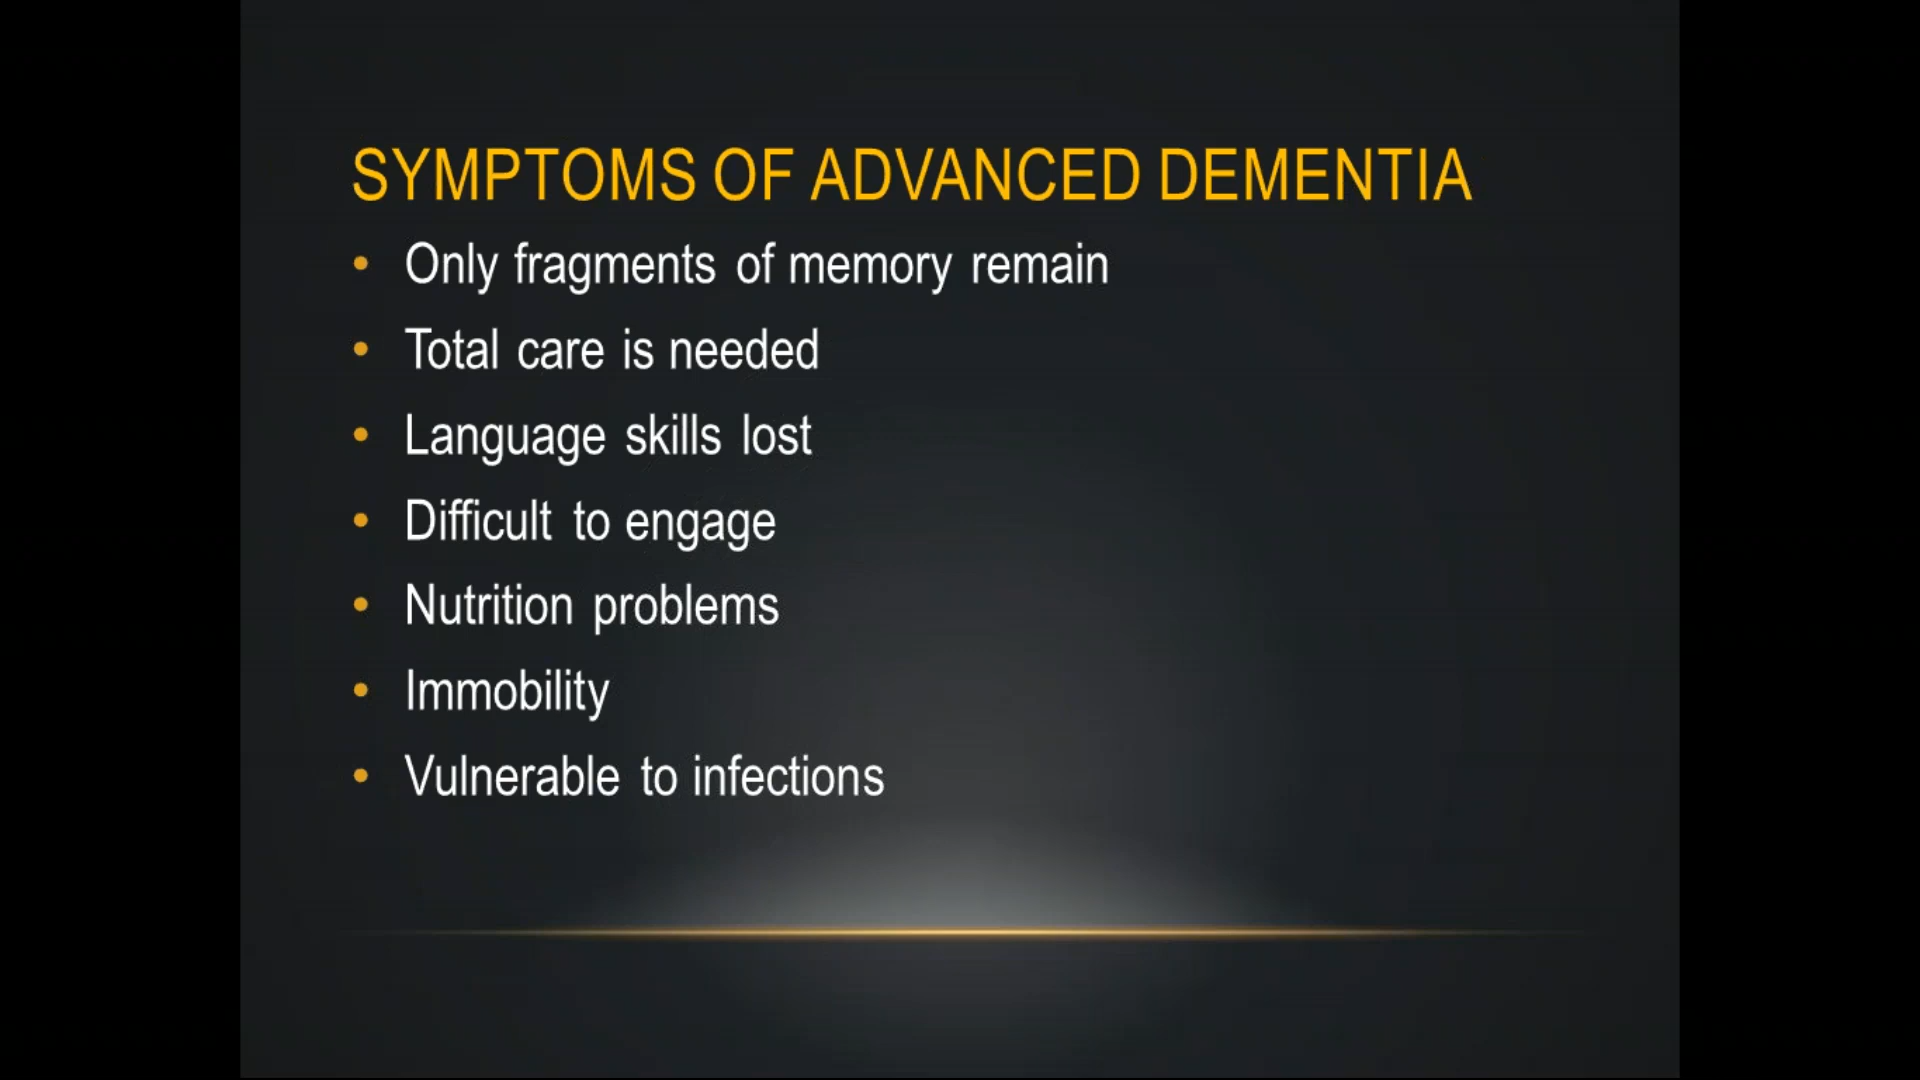 SYMPTOMS OF ADVANCED DEMENTIA
• Only fragments of memory remain
• Total care is needed
• Language skills lost
• Difficult to engage
• Nutrition problems
• Immobility
• Vulnerable to infections